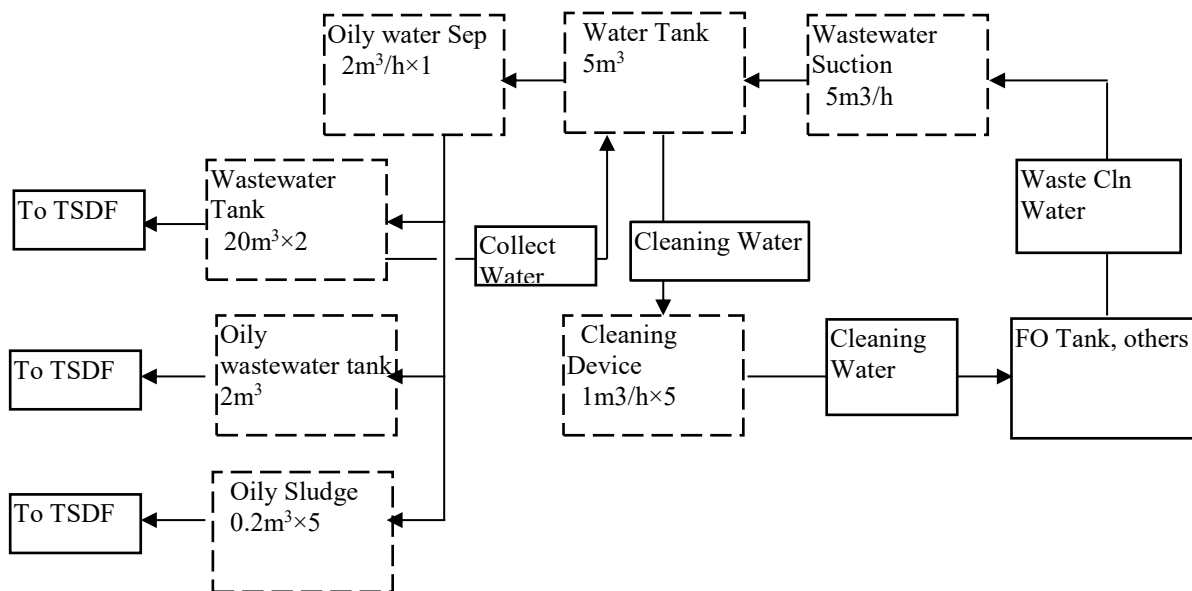 Oily water Sep
2m³/h×1
Water Tank
5m³
Wastewater
Suction
5m3/h
Wastewater
Tank
20m³×2
To TSDF
Waste Cln
Water
Collect
Water
Cleaning Water
Oily
wastewater tank
2m³
To TSDF
Cleaning
Device
1m3/h×5
Cleaning
Water
FO Tank, others
Oily Sludge
0.2m³×5
To TSDF